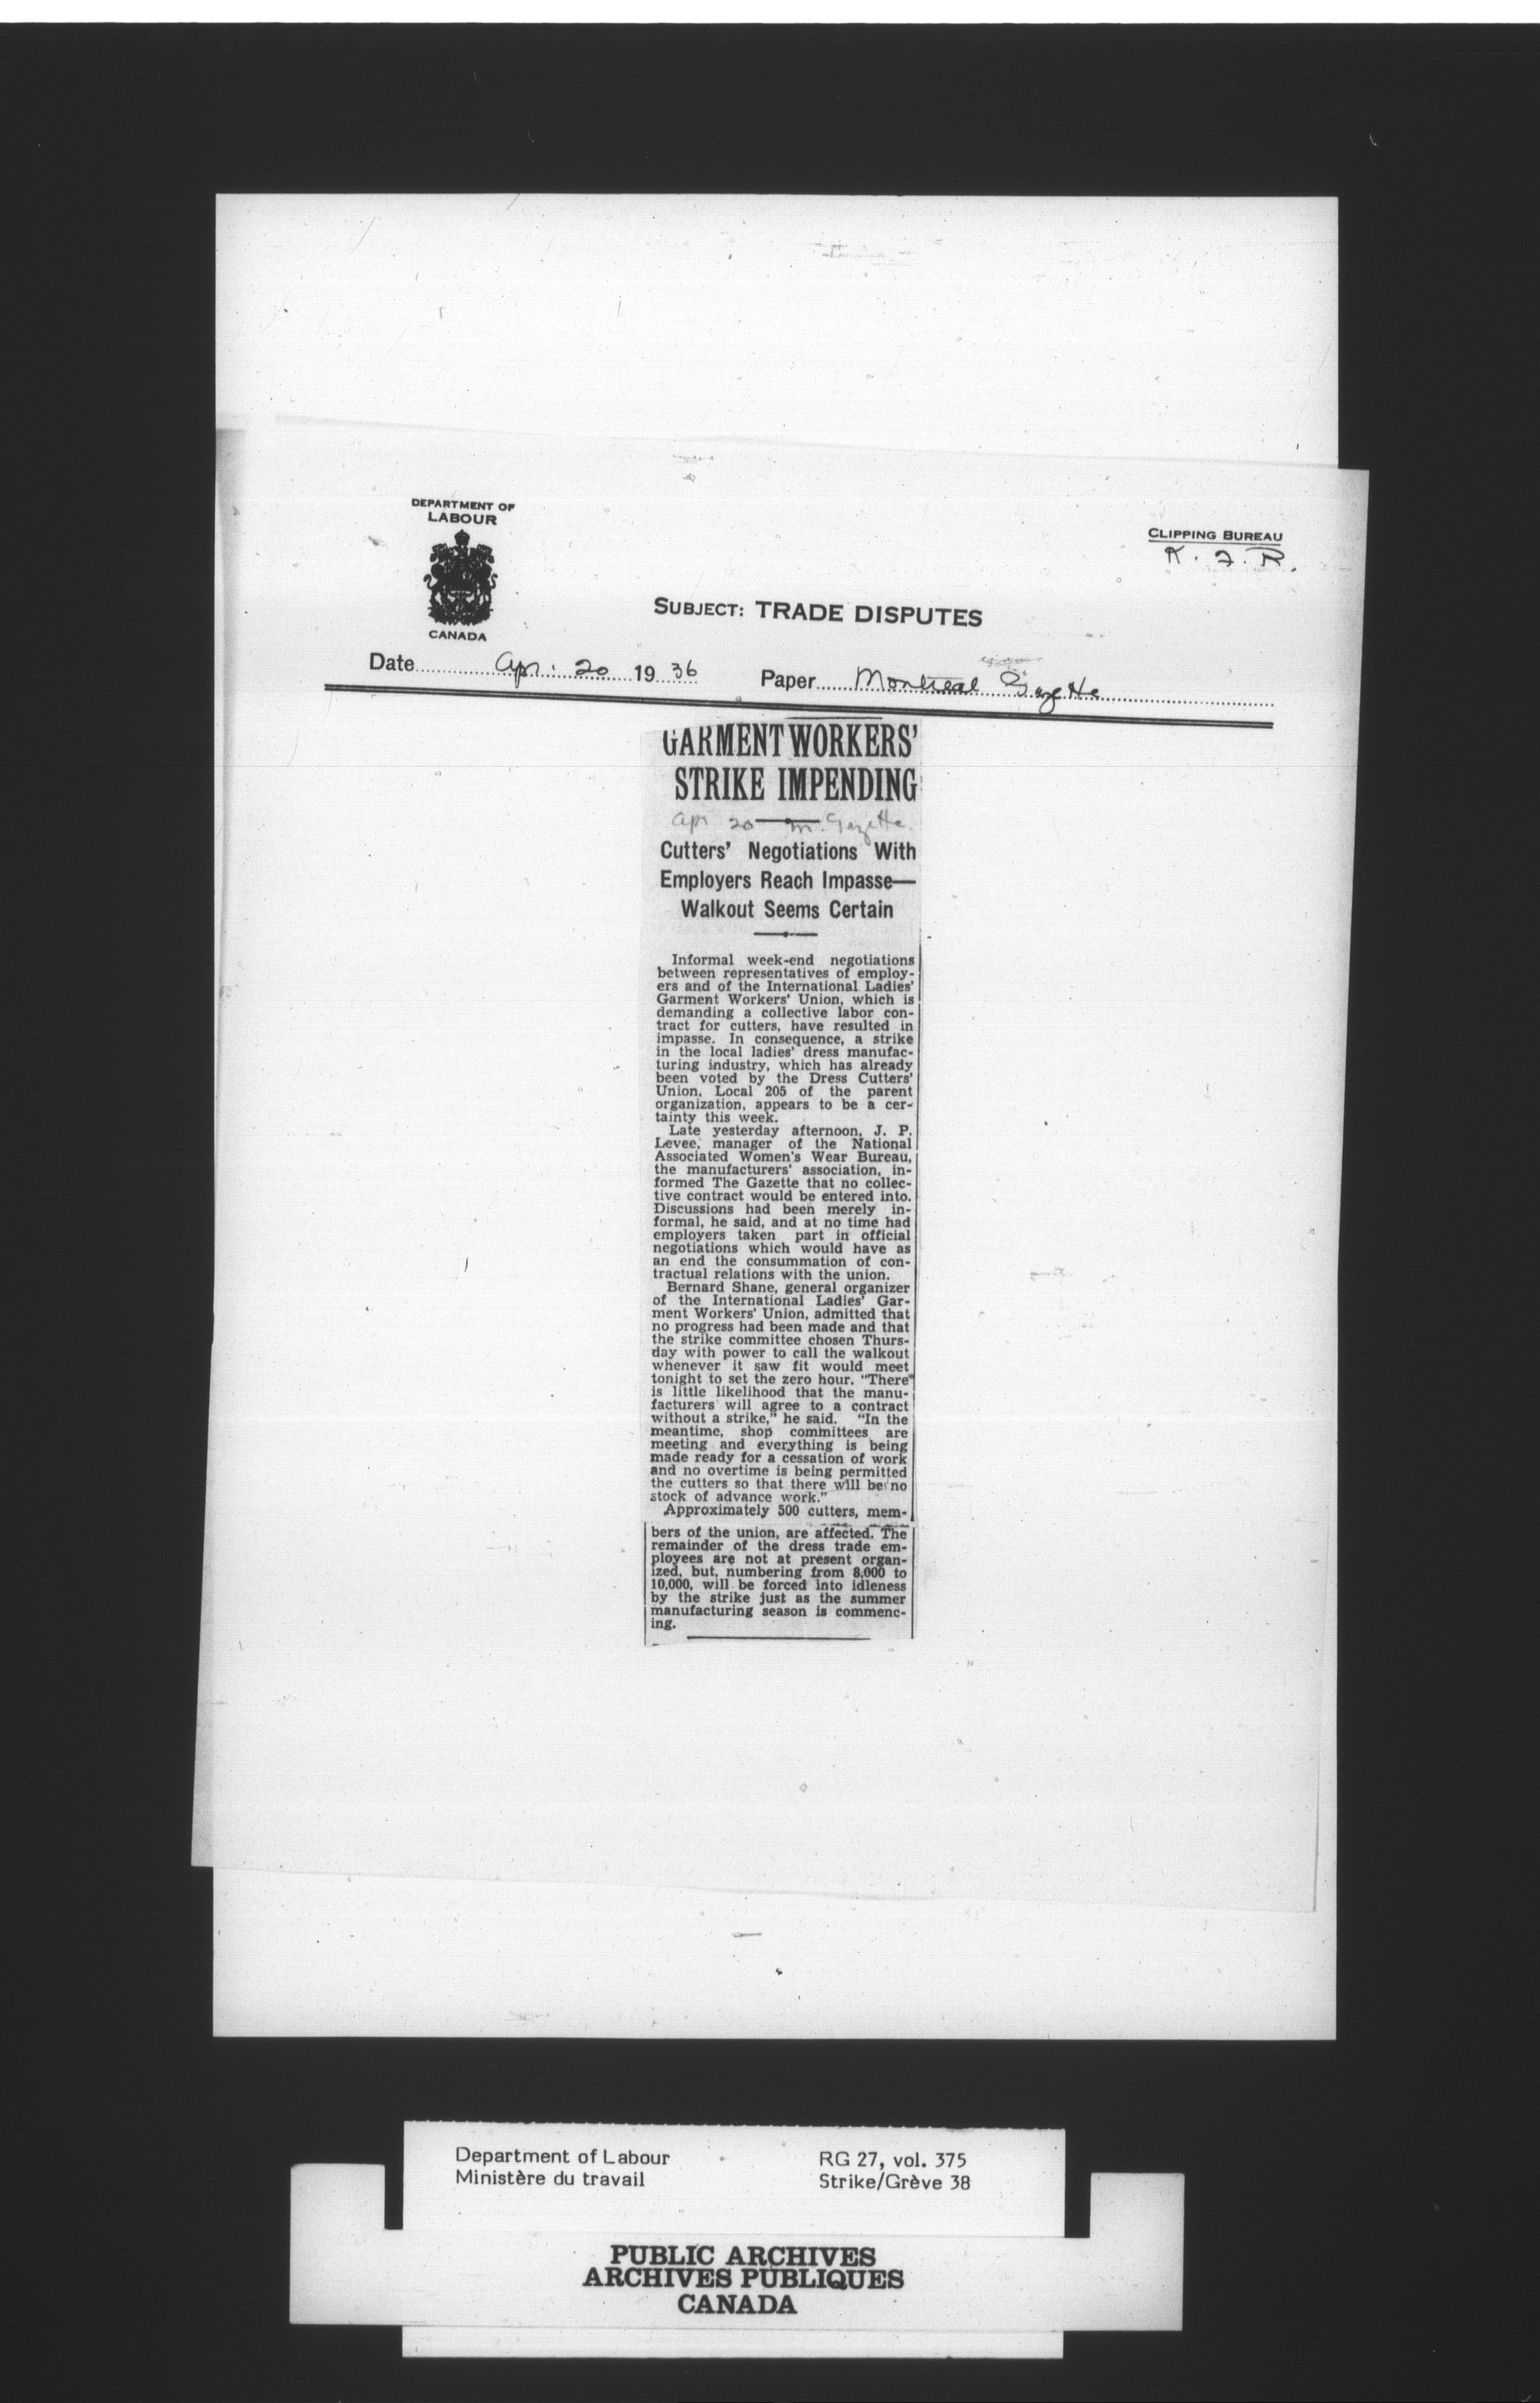 DEPARTMENT OF
LABOUR
CANADA
CLIPPING BUREAU
K. J. R.
SUBJECT: TRADE DISPUTES
Date Apr. 20 1936 Paper Montreal Gazette
GARMENT WORKERS'
STRIKE IMPENDING
Apr 20 M. Gazette.
Cutters' Negotiations With
Employers Reach Impasse—
Walkout Seems Certain
Informal week-end negotiations
between representatives of employ-
ers and of the International Ladies'
Garment Workers' Union, which is
demanding a collective labor con-
tract for cutters, have resulted in
impasse. In consequence, a strike
in the local ladies' dress manufac-
turing industry, which has already
been voted by the Dress Cutters'
Union, Local 205 of the parent
organization, appears to be a cer-
tainty this week.
Late yesterday afternoon, J. P.
Levee, manager of the National
Associated Women's Wear Bureau,
the manufacturers' association, in-
formed The Gazette that no collec-
tive contract would be entered into.
Discussions had been merely in-
formal, he said, and at no time had
employers taken part in official
negotiations which would have as
an end the consummation of con-
tractual relations with the union.
Bernard Shane, general organizer
of the International Ladies' Gar-
ment Workers' Union, admitted that
no progress had been made and that
the strike committee chosen Thurs-
day with power to call the walkout
whenever it saw fit would meet
tonight to set the zero hour. "There
is little likelihood that the manu-
facturers will agree to a contract
without a strike," he said. "In the
meantime, shop committees are
meeting and everything is being
made ready for a cessation of work
and no overtime is being permitted
the cutters so that there will be no
stock of advance work."
Approximately 500 cutters, mem-
bers of the union, are affected. The
remainder of the dress trade em-
ployees are not at present organ-
ized, but, numbering from 8,000 to
10,000, will be forced into idleness
by the strike just as the summer
manufacturing season is commenc-
ing.
Department of Labour RG 27, vol. 375
Ministère du travail Strike/Grève 38
PUBLIC ARCHIVES
ARCHIVES PUBLIQUES
CANADA